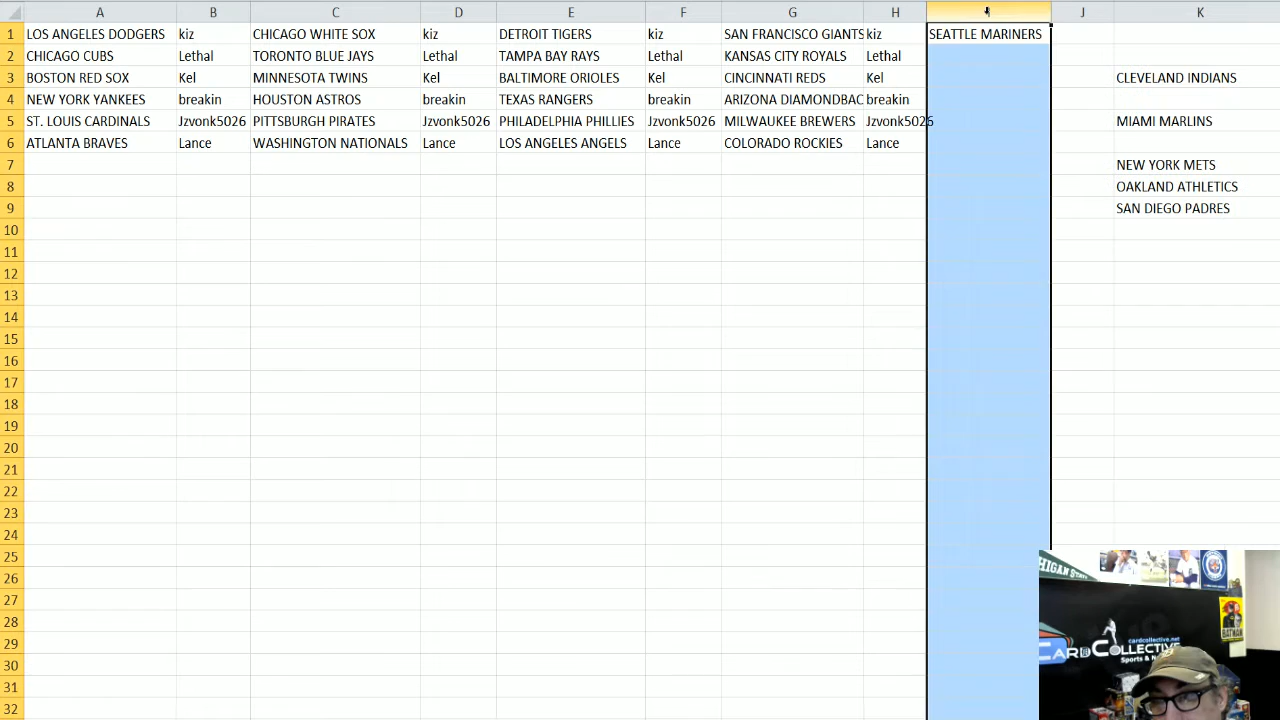 A B C D E F G H J K
1 LOS ANGELES DODGERS kiz CHICAGO WHITE SOX kiz DETROIT TIGERS kiz SAN FRANCISCO GIANTS kiz SEATTLE MARINERS
2 CHICAGO CUBS Lethal TORONTO BLUE JAYS Lethal TAMPA BAY RAYS Lethal KANSAS CITY ROYALS Lethal
3 BOSTON RED SOX Kel MINNESOTA TWINS Kel BALTIMORE ORIOLES Kel CINCINNATI REDS Kel CLEVELAND INDIANS
4 NEW YORK YANKEES breakin HOUSTON ASTROS breakin TEXAS RANGERS breakin ARIZONA DIAMONDBAC breakin
5 ST. LOUIS CARDINALS Jzvonk5026 PITTSBURGH PIRATES Jzvonk5026 PHILADELPHIA PHILLIES Jzvonk5026 MILWAUKEE BREWERS Jzvonk5026 MIAMI MARLINS
6 ATLANTA BRAVES Lance WASHINGTON NATIONALS Lance LOS ANGELES ANGELS Lance COLORADO ROCKIES Lance
7 NEW YORK METS
8 OAKLAND ATHLETICS
9 SAN DIEGO PADRES
10
11
12
13
14
15
16
17
18
19
20
21
22
23
24
25
26
27
28
29
30
31
32
HIGAN STATE
BATMAN
cardcollective.net
CARDCOLLECTIVE